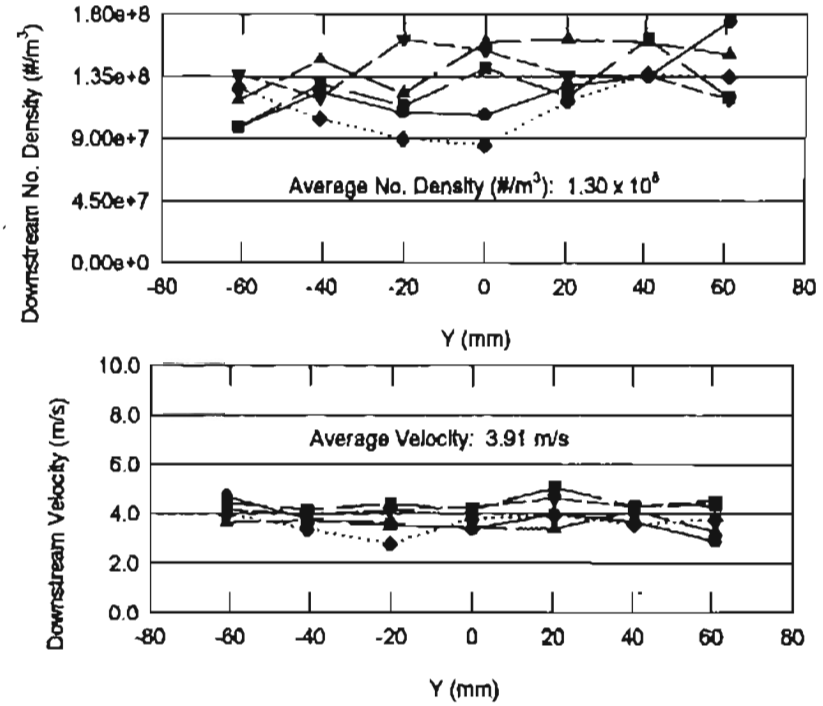 Downstream No. Density (#/m³)
1.80e+8
1.35e+8
9.00e+7
4.50e+7
0.00e+0
Average No. Density (#/m³): 1.30 x 10⁸
-80 -60 -40 -20 0 20 40 60 80
Y (mm)
Downstream Velocity (m/s)
10.0
8.0
6.0
4.0
2.0
0.0
Average Velocity: 3.91 m/s
-80 -60 -40 -20 0 20 40 60 80
Y (mm)